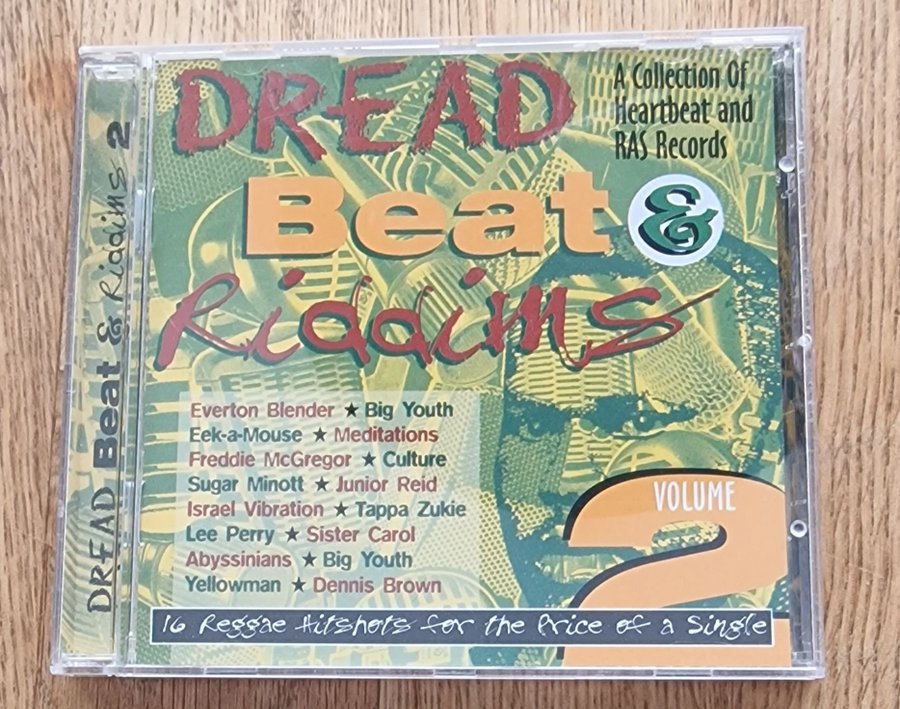 DREAD Beat & Riddims 2
DREAD
Beat &
Riddims
A Collection Of
Heartbeat and
RAS Records
Everton Blender ★ Big Youth
Eek-a-Mouse ★ Meditations
Freddie McGregor ★ Culture
Sugar Minott ★ Junior Reid
Israel Vibration ★ Tappa Zukie
Lee Perry ★ Sister Carol
Abyssinians ★ Big Youth
Yellowman ★ Dennis Brown
VOLUME
2
16 Reggae Hitshots for the Price of a Single